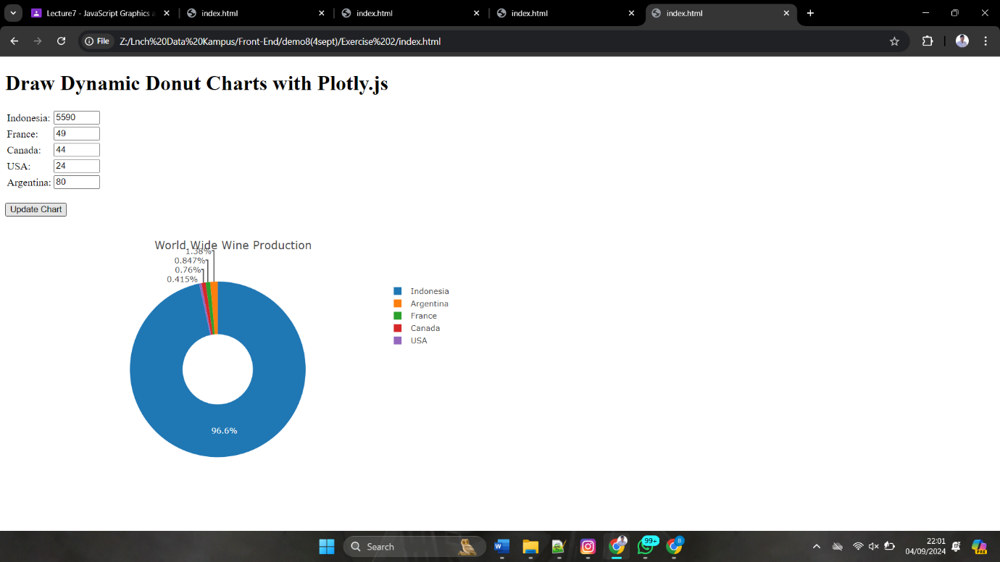 Lecture7 - JavaScript Graphics a
index.html
index.html
index.html
index.html
File
Z:/Lnch%20Data%20Kampus/Front-End/demo8(4sept)/Exercise%202/index.html
Draw Dynamic Donut Charts with Plotly.js
Indonesia: 5590
France: 49
Canada: 44
USA: 24
Argentina: 80
Update Chart
World Wide Wine Production
1.38%
0.847%
0.76%
0.415%
96.6%
Indonesia
Argentina
France
Canada
USA
Search
99+
22:01
04/09/2024
PRE